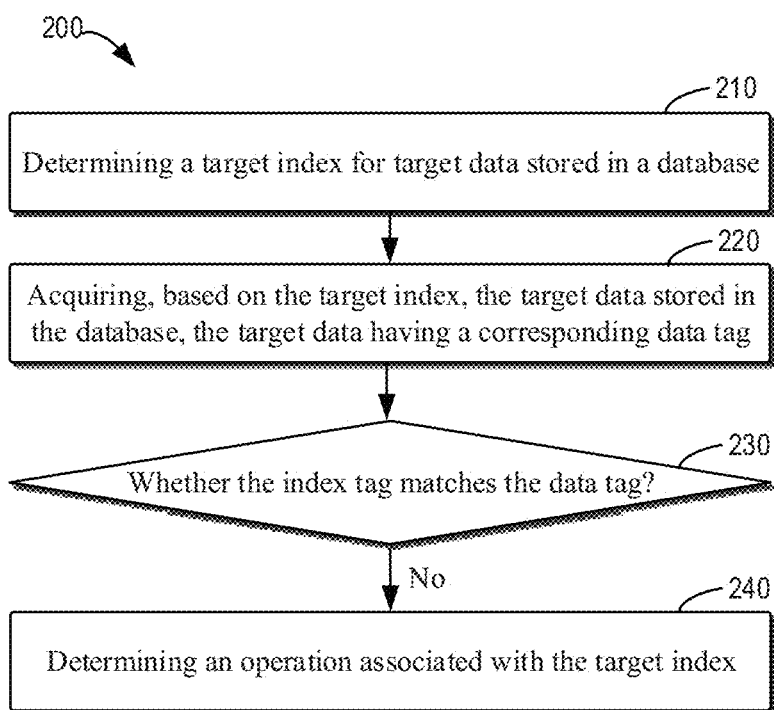 200
210
Determining a target index for target data stored in a database
220
Acquiring, based on the target index, the target data stored in
the database, the target data having a corresponding data tag
230
Whether the index tag matches the data tag?
No
240
Determining an operation associated with the target index